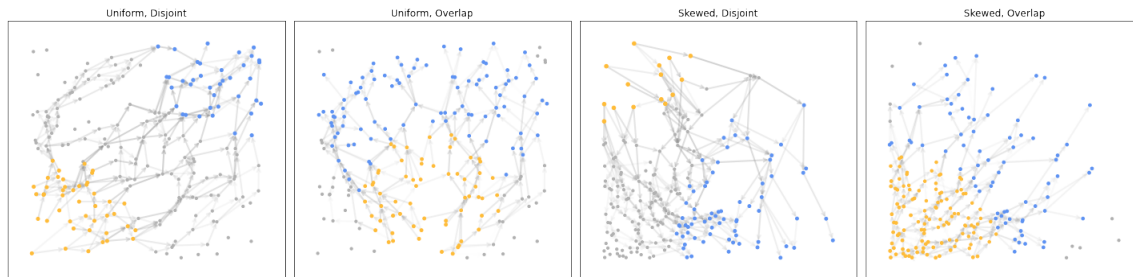 Uniform, Disjoint
Uniform, Overlap
Skewed, Disjoint
Skewed, Overlap